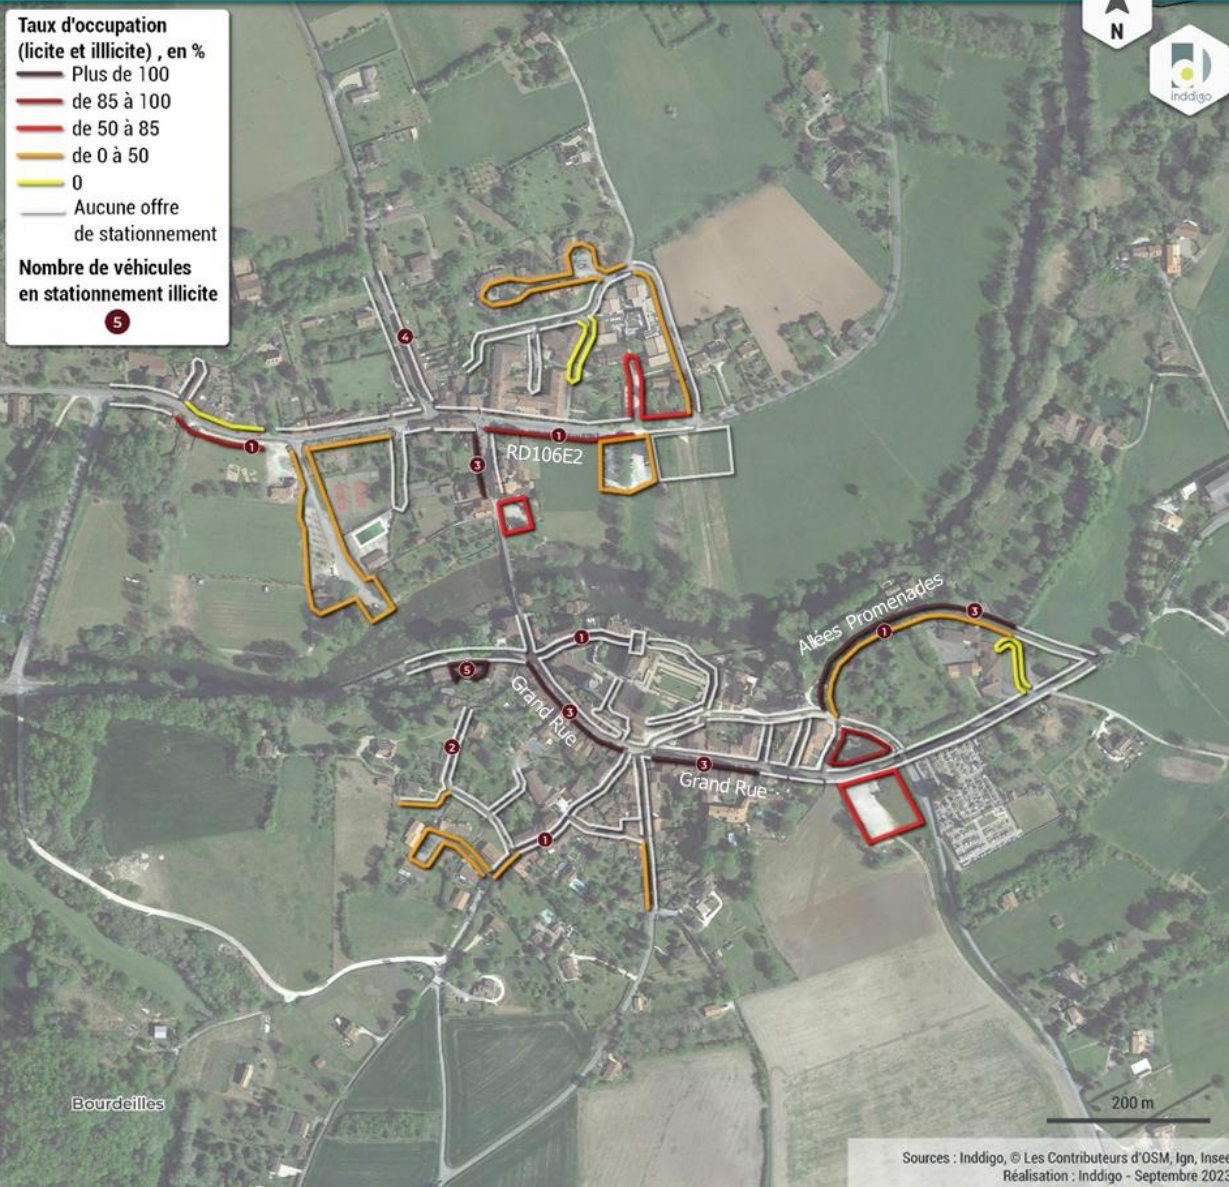 Taux d'occupation
(licite et illlicite) , en %
Plus de 100
de 85 à 100
de 50 à 85
de 0 à 50
0
Aucune offre
de stationnement
Nombre de véhicules
en stationnement illicite
5
N
inddigo
4
1
1
RD106E2
3
Allées Promenades
3
1
1
5
Grand Rue
3
2
3
Grand Rue
1
Bourdeilles
200 m
Sources : Inddigo, © Les Contributeurs d'OSM, Ign, Insee
Réalisation : Inddigo - Septembre 2023